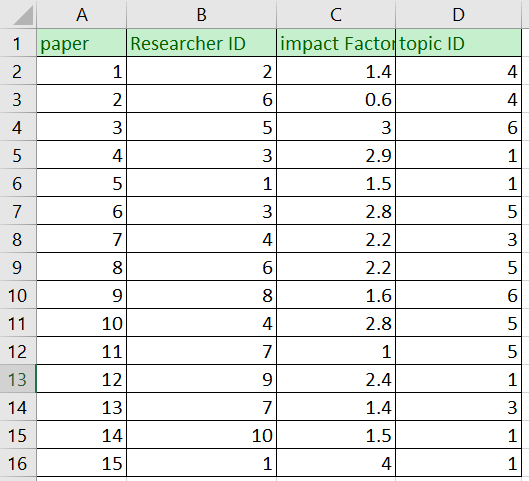 A B C D
1 paper Researcher ID impact Factor topic ID
2 1 2 1.4 4
3 2 6 0.6 4
4 3 5 3 6
5 4 3 2.9 1
6 5 1 1.5 1
7 6 3 2.8 5
8 7 4 2.2 3
9 8 6 2.2 5
10 9 8 1.6 6
11 10 4 2.8 5
12 11 7 1 5
13 12 9 2.4 1
14 13 7 1.4 3
15 14 10 1.5 1
16 15 1 4 1